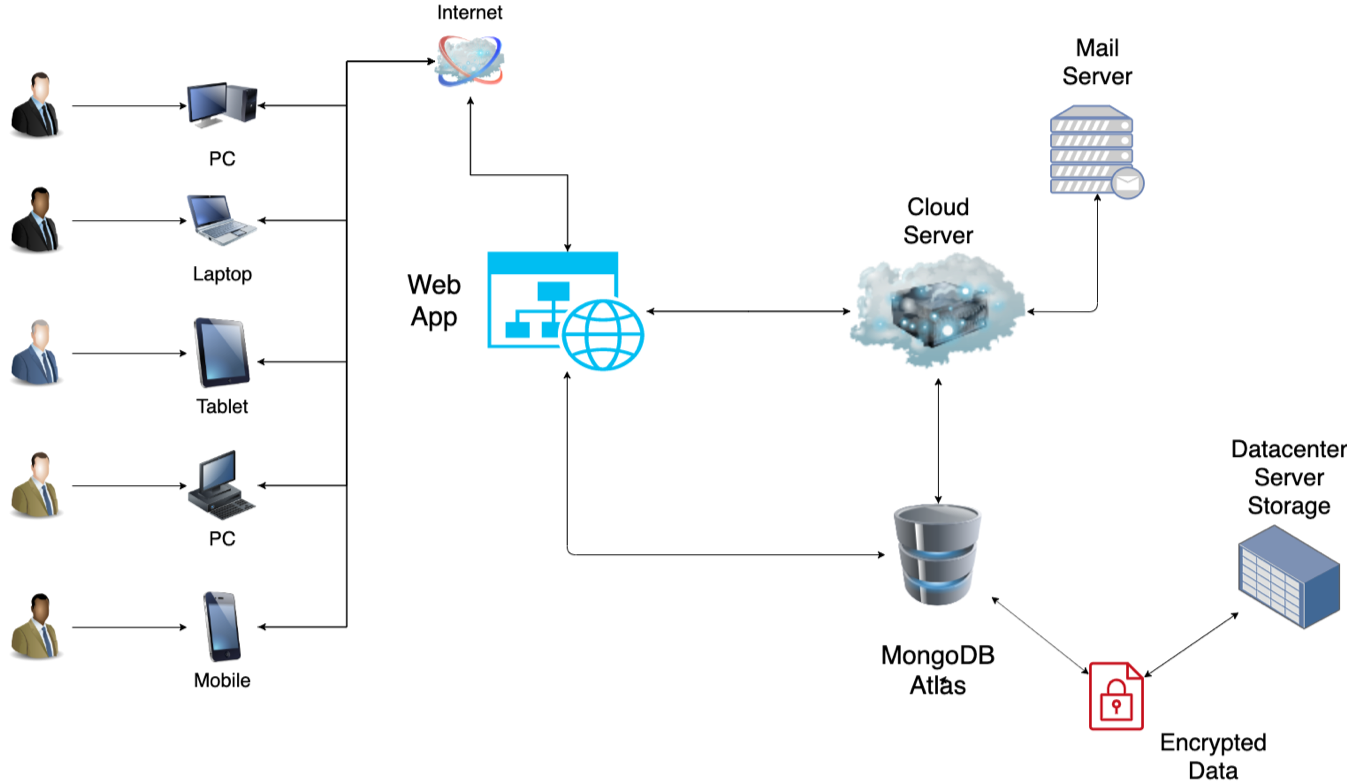 Internet
PC
Laptop
Tablet
PC
Mobile
Web
App
Cloud
Server
Mail
Server
MongoDB
Atlas
Datacenter
Server
Storage
Encrypted
Data